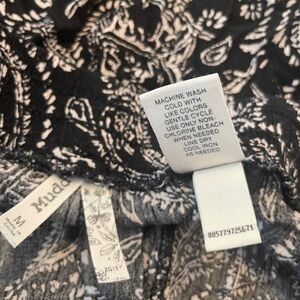 MACHINE WASH
COLD WITH
LIKE COLORS
GENTLE CYCLE
USE ONLY NON-
CHLORINE BLEACH
WHEN NEEDED
LINE DRY
COOL IRON
AS NEEDED
885779725621
M
Mudd